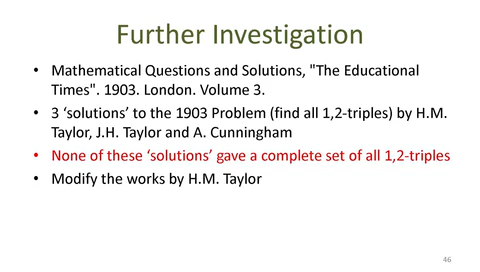 Further Investigation
• Mathematical Questions and Solutions, "The Educational
Times". 1903. London. Volume 3.
• 3 ‘solutions’ to the 1903 Problem (find all 1,2-triples) by H.M.
Taylor, J.H. Taylor and A. Cunningham
• None of these ‘solutions’ gave a complete set of all 1,2-triples
• Modify the works by H.M. Taylor
46